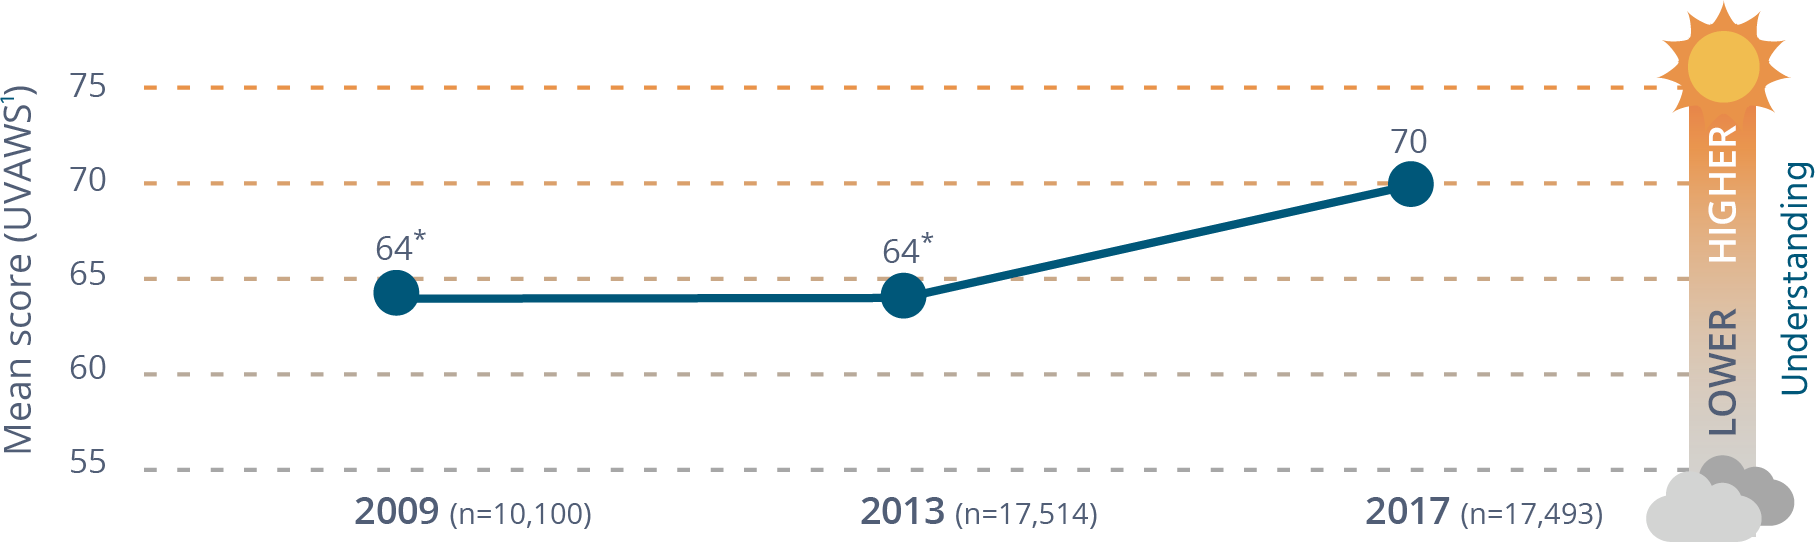 Mean score (UVAWS¹)
75
70
65
60
55
64*
64*
70
2009 (n=10,100)
2013 (n=17,514)
2017 (n=17,493)
HIGHER
LOWER
Understanding